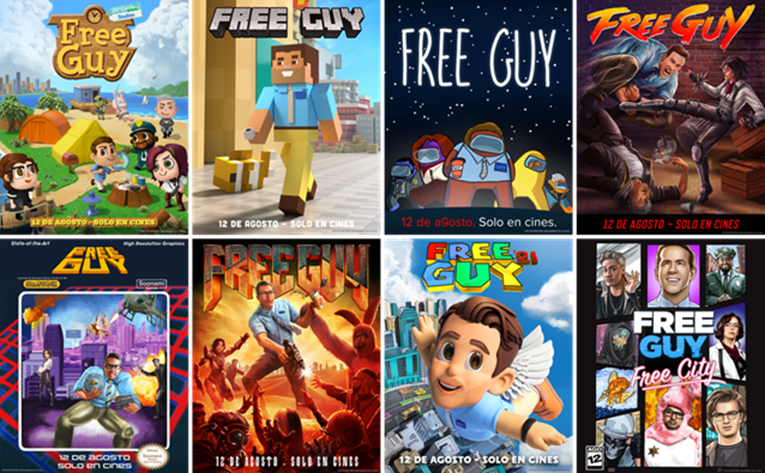 Free
Guy
12 DE AGOSTO - SOLO EN CINES
FREE GUY
12 DE AGOSTO - SOLO EN CINES
FREE GUY
12 de agosto. Solo en cines.
FREE GUY
12 DE AGOSTO - SOLO EN CINES
State-of-the-Art
High Resolution Graphics
FREE
GUY
Soonami
12 DE AGOSTO
SOLO EN CINES
FREE GUY
12 DE AGOSTO . SOLO EN CINES
FREE 21
GUY
12 DE AGOSTO - SOLO EN CINES
FREE
GUY
Free City
AGO
12